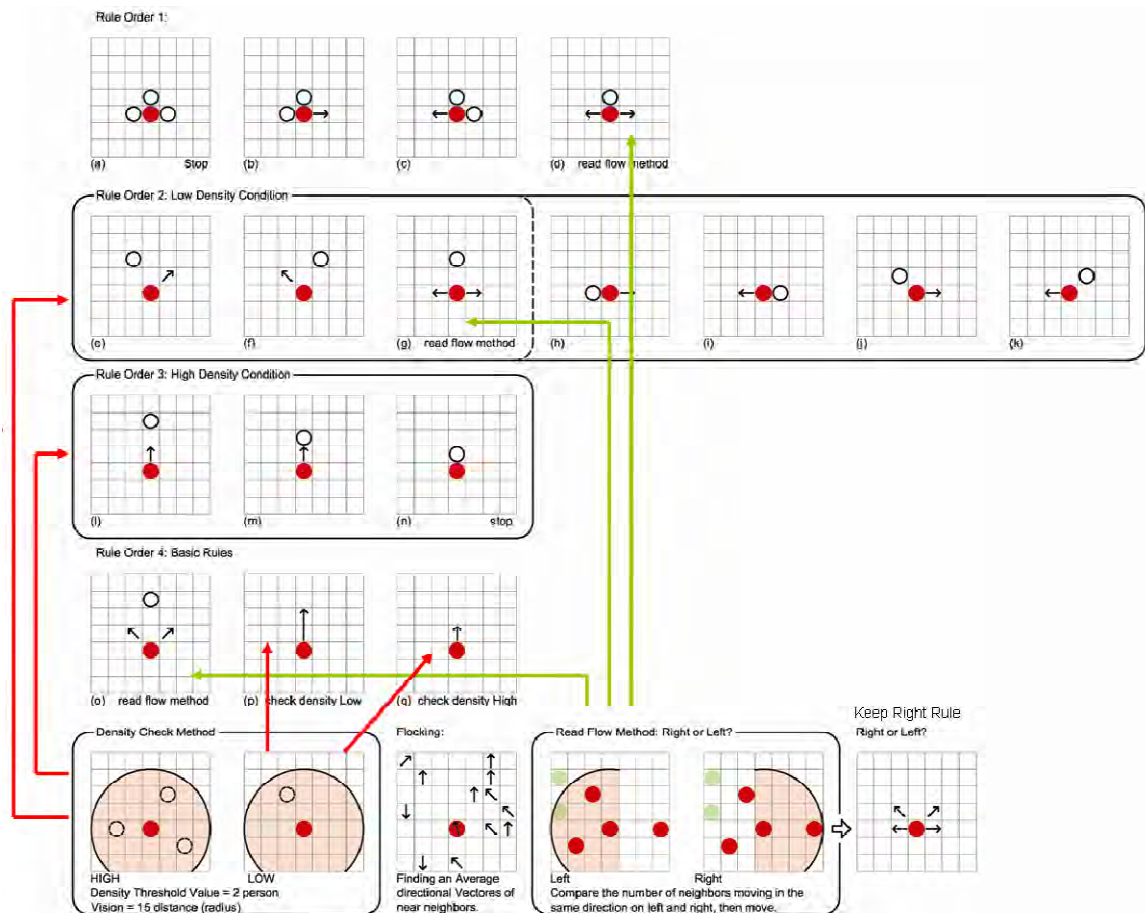 Rule Order 1:
(a) Stop
(b)
(c)
(d) read flow method
Rule Order 2: Low Density Condition
(e)
(f)
(g) read flow method
(h)
(i)
(j)
(k)
Rule Order 3: High Density Condition
(l)
(m)
(n) stop
Rule Order 4: Basic Rules
(o) read flow method
(p) check density Low
(q) check density High
Density Check Method
HIGH
LOW
Density Threshold Value = 2 person
Vision = 15 distance (radius)
Flocking:
Finding an Average
directional Vectores of
near neighbors.
Read Flow Method: Right or Left?
Left
Right
Compare the number of neighbors moving in the
same direction on left and right, then move.
Keep Right Rule
Right or Left?